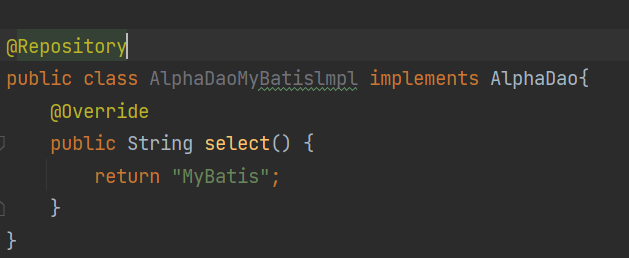 @Repository
public class AlphaDaoMyBatislmpl implements AlphaDao{
@Override
public String select() {
return "MyBatis";
}
}